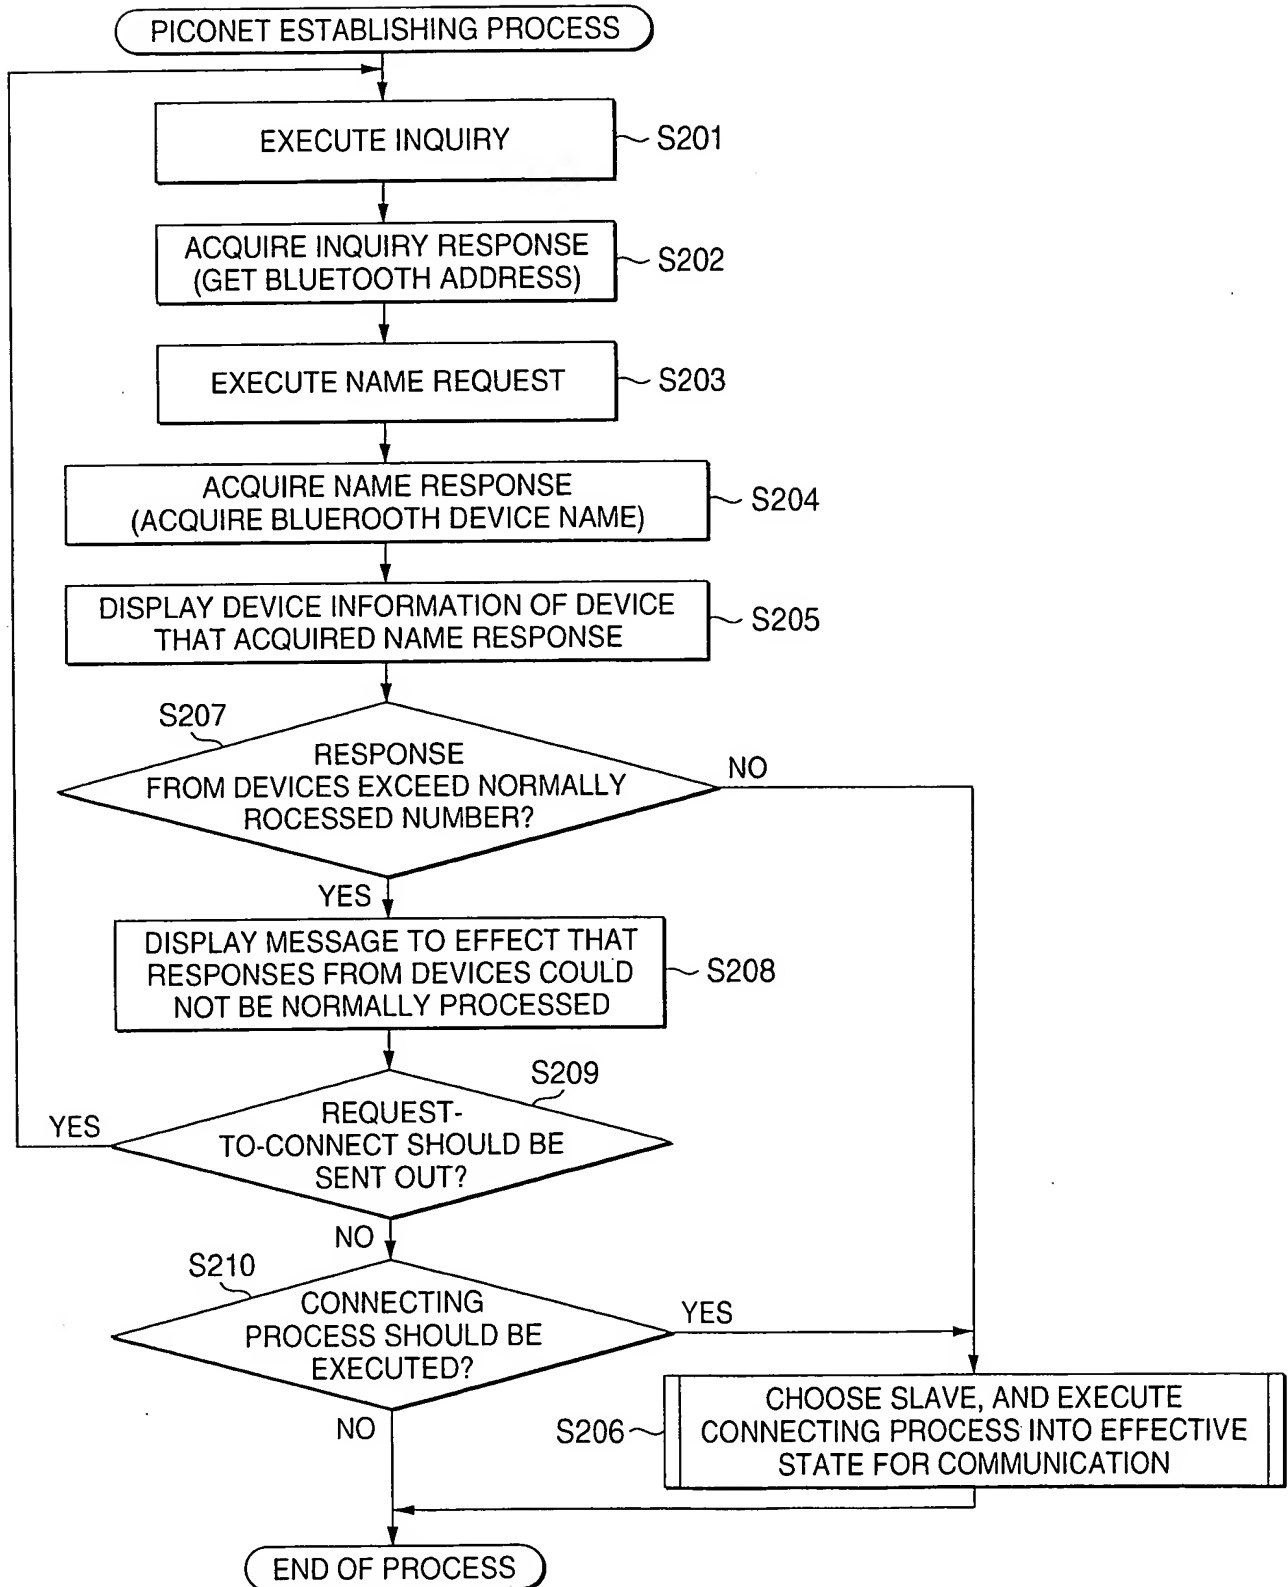 PICONET ESTABLISHING PROCESS
EXECUTE INQUIRY
S201
ACQUIRE INQUIRY RESPONSE
(GET BLUETOOTH ADDRESS)
S202
EXECUTE NAME REQUEST
S203
ACQUIRE NAME RESPONSE
(ACQUIRE BLUEROOTH DEVICE NAME)
S204
DISPLAY DEVICE INFORMATION OF DEVICE
THAT ACQUIRED NAME RESPONSE
S205
S207
RESPONSE
FROM DEVICES EXCEED NORMALLY
ROCESSED NUMBER?
NO
YES
DISPLAY MESSAGE TO EFFECT THAT
RESPONSES FROM DEVICES COULD
NOT BE NORMALLY PROCESSED
S208
S209
REQUEST-
TO-CONNECT SHOULD BE
SENT OUT?
YES
NO
S210
CONNECTING
PROCESS SHOULD BE
EXECUTED?
YES
NO
S206
CHOOSE SLAVE, AND EXECUTE
CONNECTING PROCESS INTO EFFECTIVE
STATE FOR COMMUNICATION
END OF PROCESS